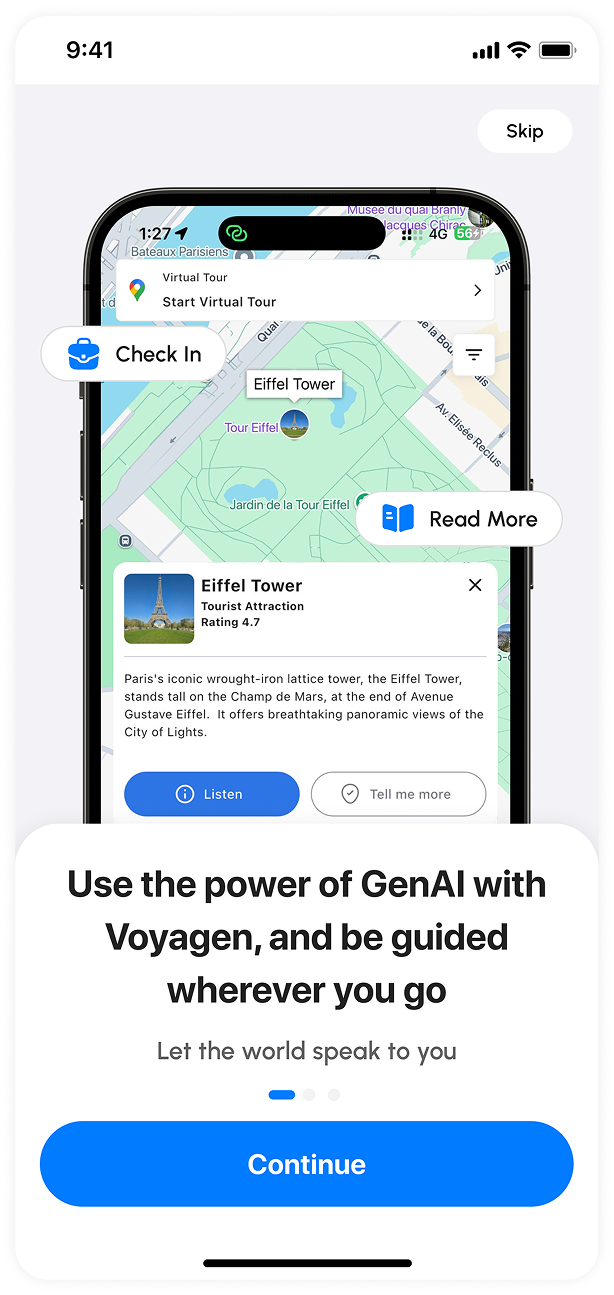 9:41
Skip
Musée du quai Branly
Jacques Chirac
1:27
4G
56
Bateaux Parisiens
Virtual Tour
Start Virtual Tour
Check In
Eiffel Tower
Tour Eiffel
Av. Elisée Reclus
Jardin de la Tour Eiffel
Read More
Eiffel Tower
Tourist Attraction
Rating 4.7
Paris's iconic wrought-iron lattice tower, the Eiffel Tower,
stands tall on the Champ de Mars, at the end of Avenue
Gustave Eiffel. It offers breathtaking panoramic views of the
City of Lights.
Listen
Tell me more
Use the power of GenAI with
Voyagen, and be guided
wherever you go
Let the world speak to you
Continue